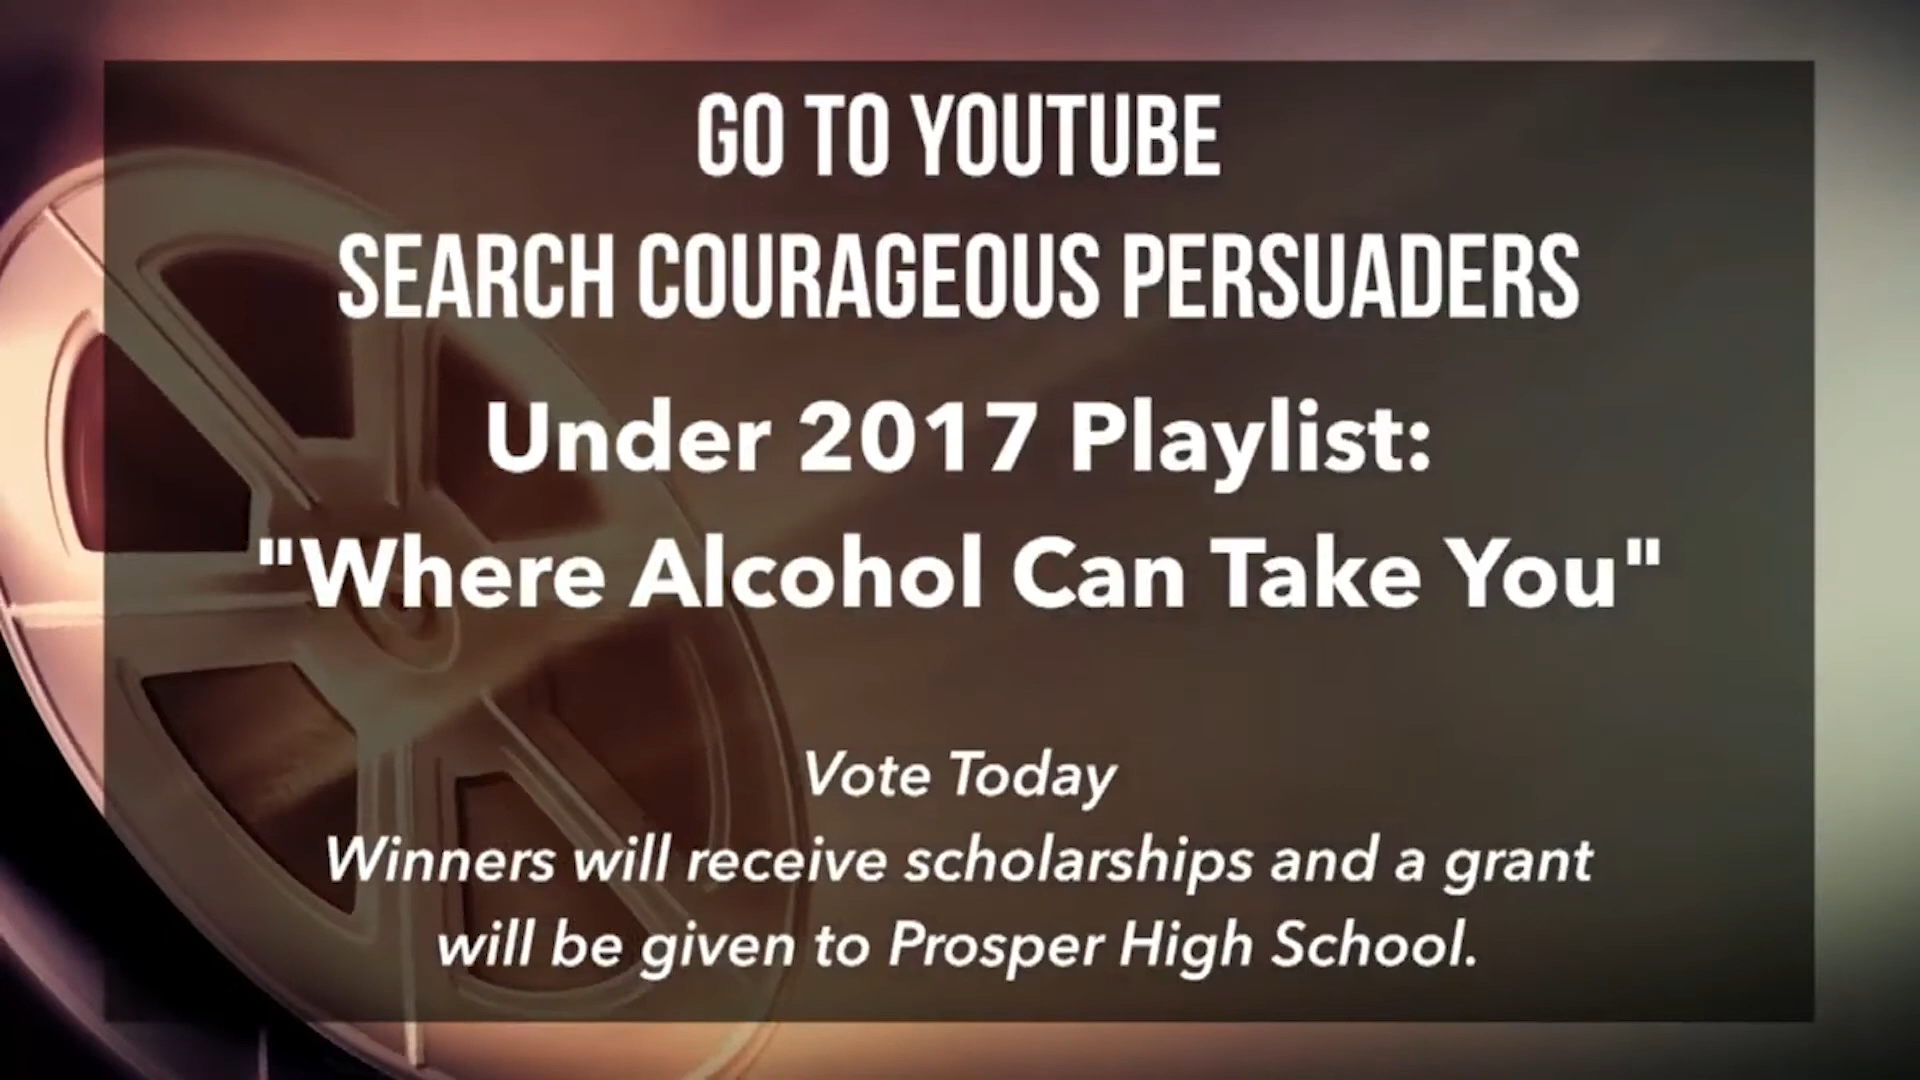 GO TO YOUTUBE
SEARCH COURAGEOUS PERSUADERS
Under 2017 Playlist:
"Where Alcohol Can Take You"
Vote Today
Winners will receive scholarships and a grant
will be given to Prosper High School.